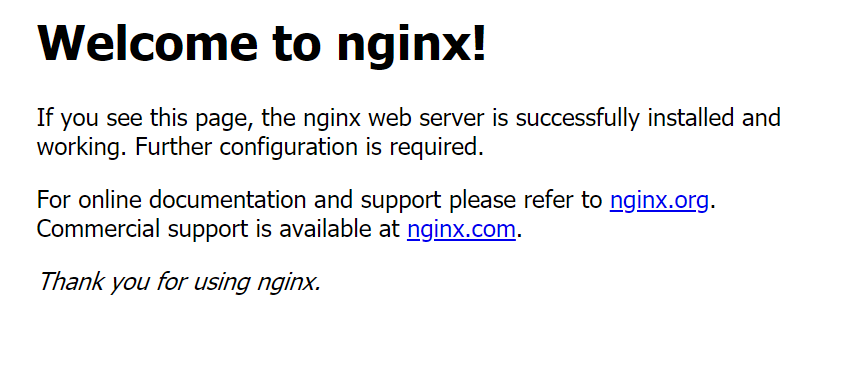 Welcome to nginx!
If you see this page, the nginx web server is successfully installed and
working. Further configuration is required.
For online documentation and support please refer to nginx.org.
Commercial support is available at nginx.com.
Thank you for using nginx.